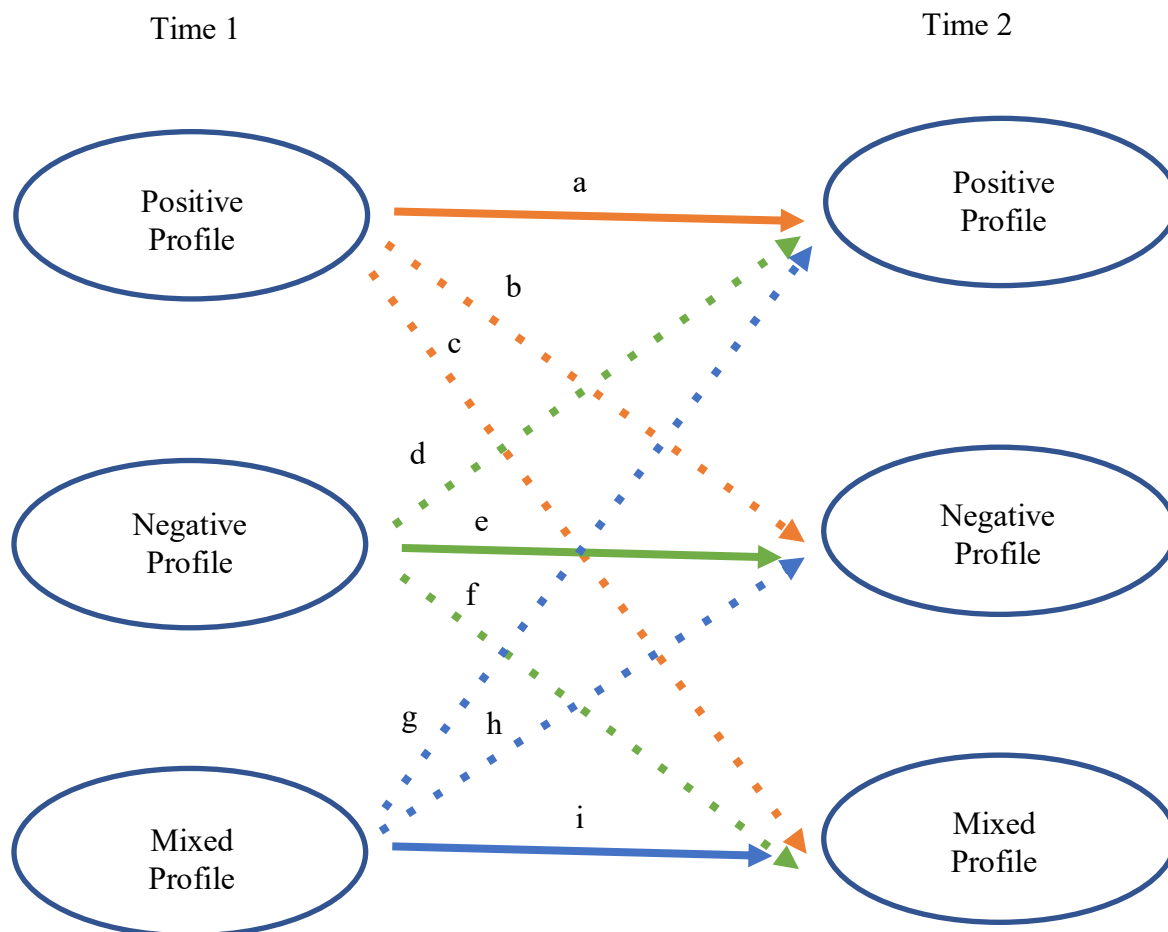 Time 1
Time 2
Positive
Profile
a
Positive
Profile
b
c
d
Negative
Profile
e
Negative
Profile
f
g
h
Mixed
Profile
i
Mixed
Profile